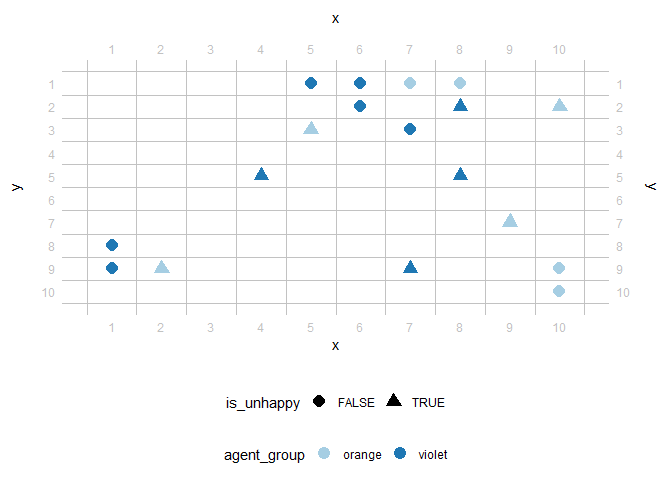 x
1 2 3 4 5 6 7 8 9 10
1 1
2 2
3 3
4 4
y 5 5 y
6 6
7 7
8 8
9 9
10 10
1 2 3 4 5 6 7 8 9 10
x
is_unhappy FALSE TRUE
agent_group orange violet